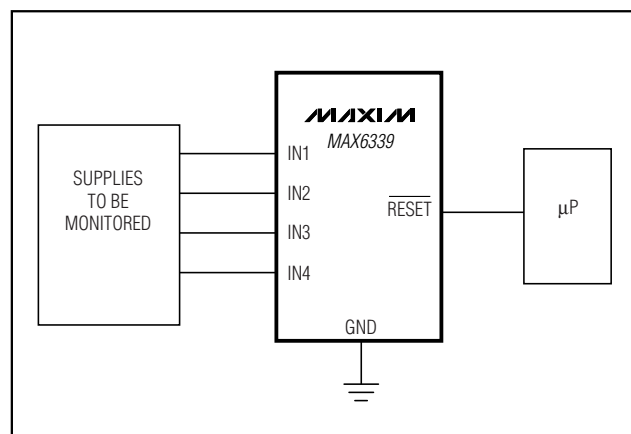 MAXIM
MAX6339
SUPPLIES
TO BE
MONITORED
IN1
IN2
IN3
IN4
RESET
GND
μP